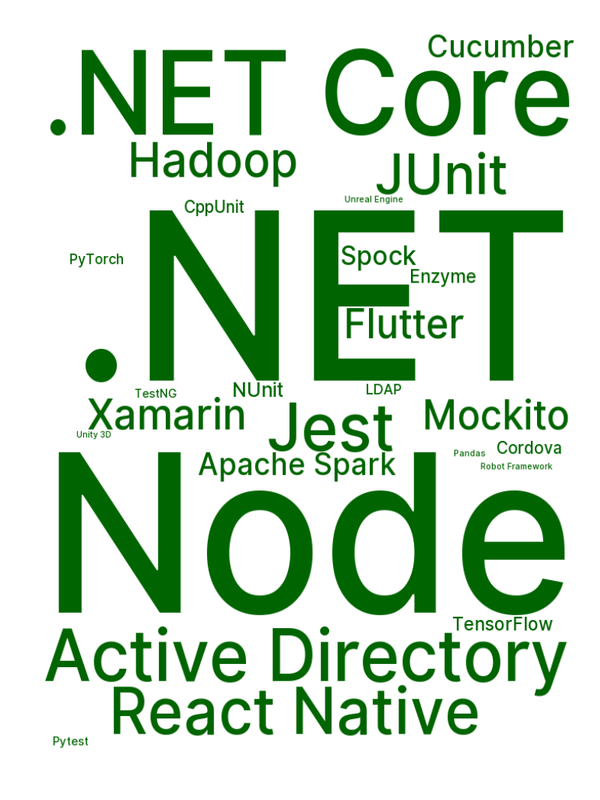 Cucumber
.NET Core
Hadoop
JUnit
Unreal Engine
CppUnit
.NET
Spock
PyTorch
Enzyme
Flutter
TestNG
NUnit
LDAP
Xamarin
Jest
Mockito
Unity 3D
Cordova
Pandas
Apache Spark
Robot Framework
Node
TensorFlow
Active Directory
React Native
Pytest